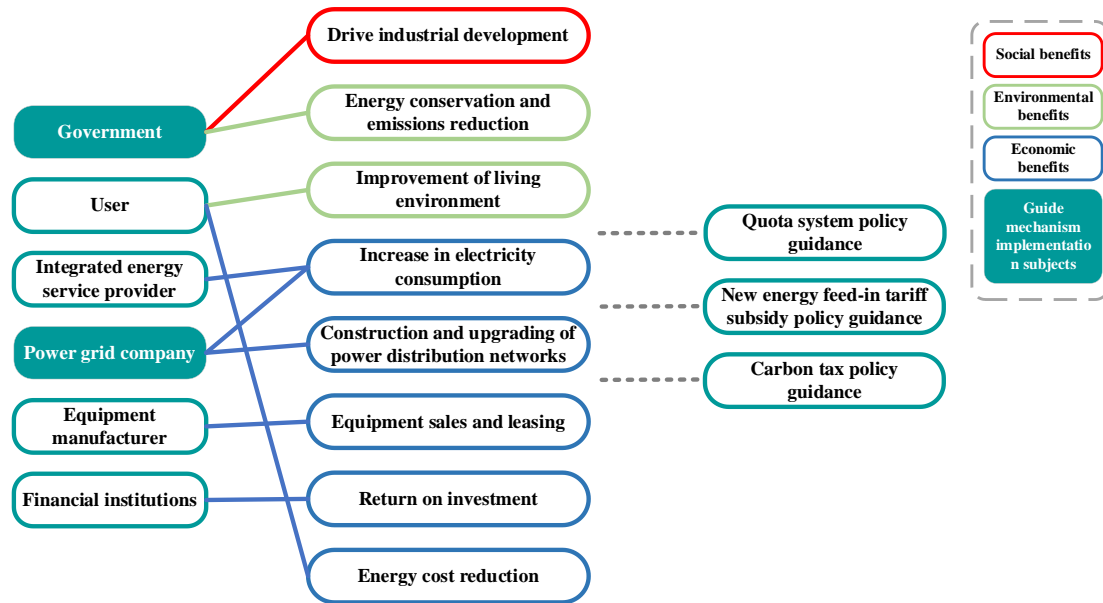 Government
User
Integrated energy
service provider
Power grid company
Equipment
manufacturer
Financial institutions
Drive industrial development
Energy conservation and
emissions reduction
Improvement of living
environment
Increase in electricity
consumption
Construction and upgrading of
power distribution networks
Equipment sales and leasing
Return on investment
Energy cost reduction
Quota system policy
guidance
New energy feed-in tariff
subsidy policy guidance
Carbon tax policy
guidance
Social benefits
Environmental
benefits
Economic
benefits
Guide
mechanism
implementatio
n subjects